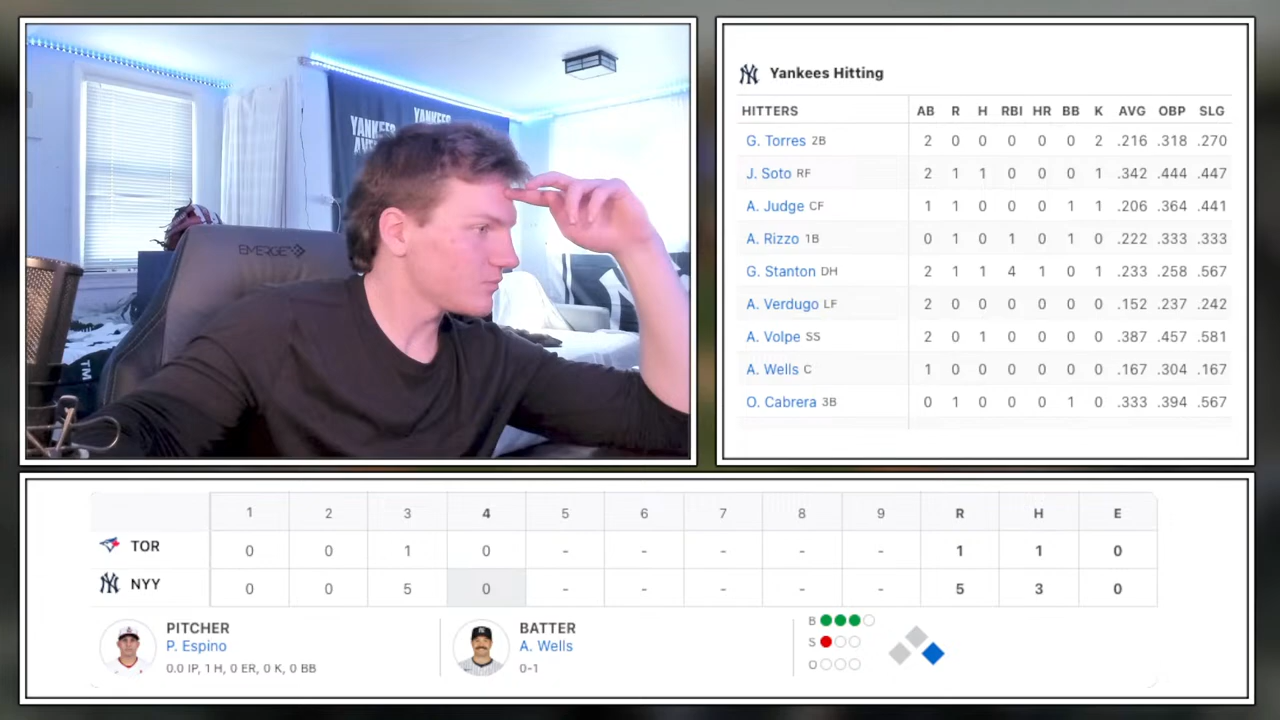 YANKEES
YANKEES
EMERGE
TM
Yankees Hitting
HITTERS AB R H RBI HR BB K AVG OBP SLG
G. Torres 2B 2 0 0 0 0 0 2 .216 .318 .270
J. Soto RF 2 1 1 0 0 0 1 .342 .444 .447
A. Judge CF 1 1 0 0 0 1 1 .206 .364 .441
A. Rizzo 1B 0 1 0 1 0 1 0 .222 .333 .333
G. Stanton DH 2 1 1 4 1 0 1 .233 .258 .567
A. Verdugo LF 2 0 0 0 0 0 0 .152 .237 .242
A. Volpe SS 2 0 1 0 0 0 0 .387 .457 .581
A. Wells C 1 0 0 0 0 0 0 .167 .304 .167
O. Cabrera 3B 0 1 0 0 0 1 0 .333 .394 .567
1 2 3 4 5 6 7 8 9 R H E
TOR 0 0 1 0 - - - - - 1 1 0
NYY 0 0 5 0 - - - - - 5 3 0
PITCHER
P. Espino
0.0 IP, 1 H, 0 ER, 0 K, 0 BB
BATTER
A. Wells
0-1
B
S
O